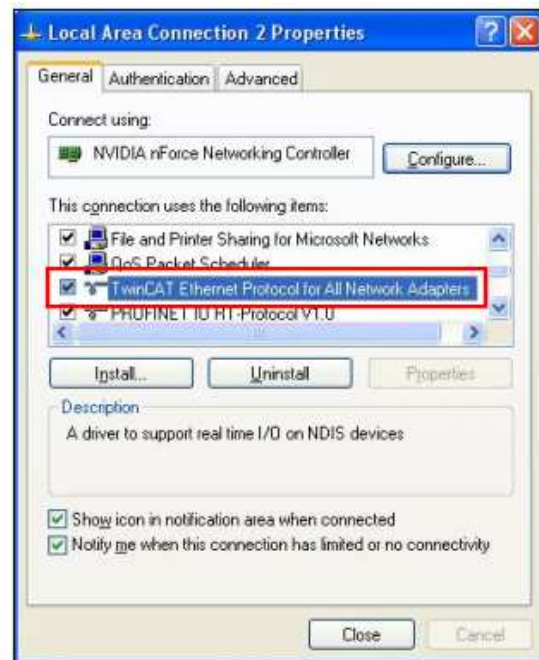 Local Area Connection 2 Properties
General
Authentication
Advanced
Connect using:
NVIDIA nForce Networking Controller
Configure...
This connection uses the following items:
File and Printer Sharing for Microsoft Networks
QoS Packet Scheduler
TwinCAT Ethernet Protocol for All Network Adapters
PROFINET IO RT-Protocol V1.0
Install...
Uninstall
Properties
Description
A driver to support real time I/O on NDIS devices
Show icon in notification area when connected
Notify me when this connection has limited or no connectivity
Close
Cancel